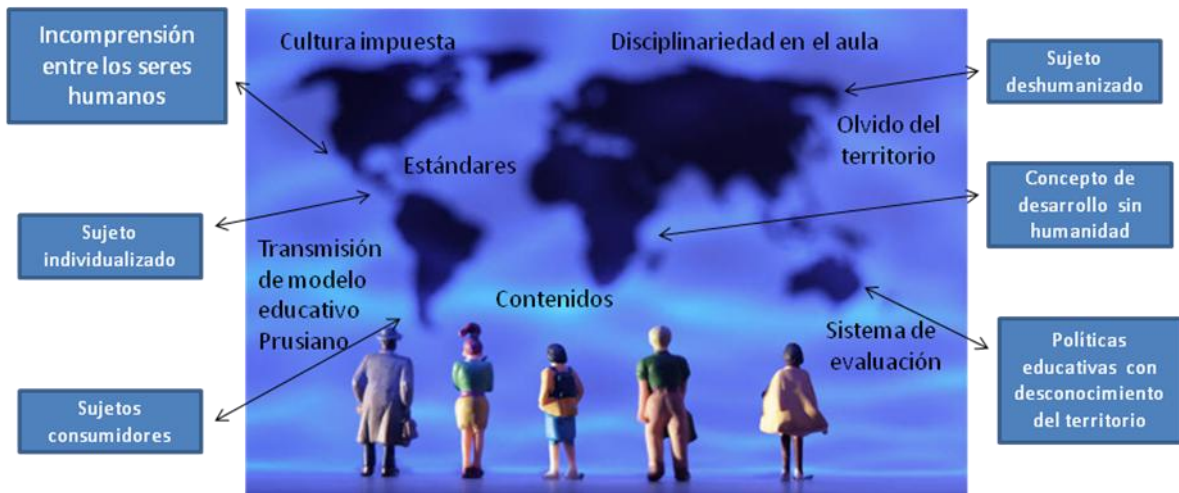 Incomprensión
entre los seres
humanos
Cultura impuesta
Disciplinariedad en el aula
Sujeto
deshumanizado
Olvido del
territorio
Estándares
Concepto de
desarrollo sin
humanidad
Sujeto
individualizado
Transmisión
de modelo
educativo
Prusiano
Contenidos
Sistema de
evaluación
Políticas
educativas con
desconocimiento
del territorio
Sujetos
consumidores